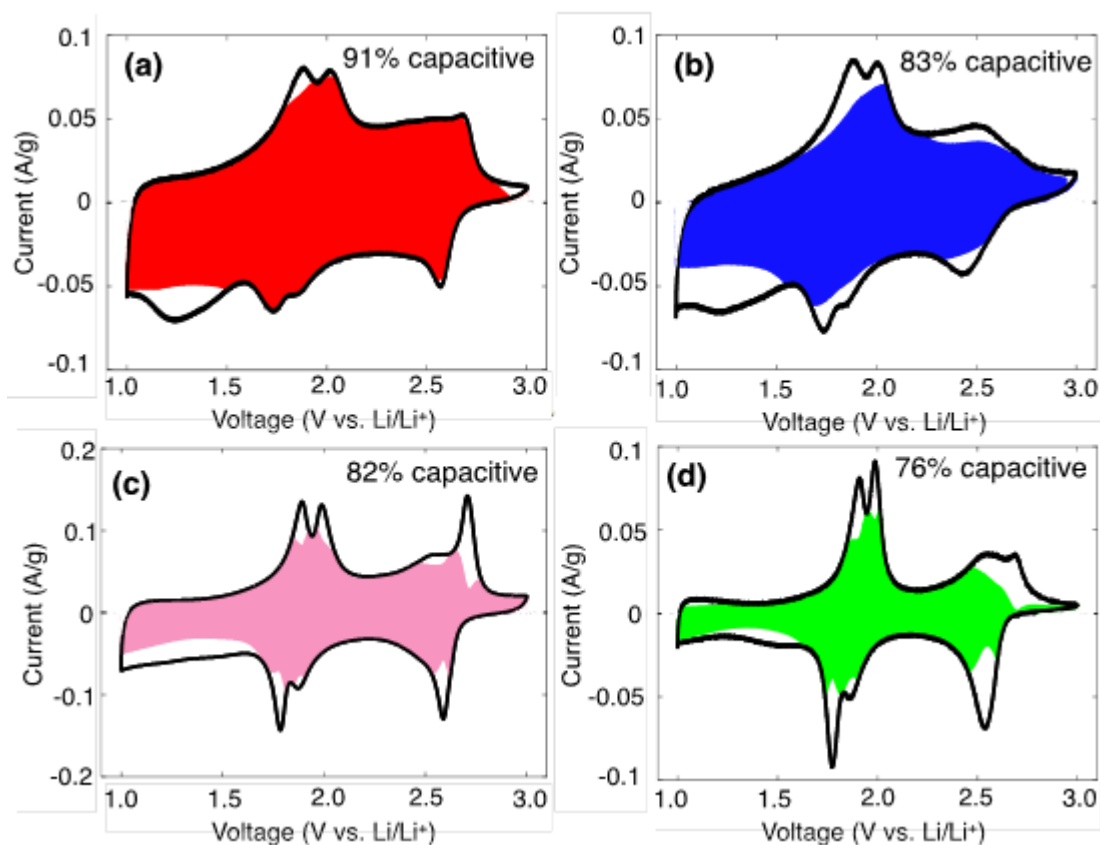 (a) 91% capacitive
0.1
0.05
0
-0.05
-0.1
Current (A/g)
1.0 1.5 2.0 2.5 3.0
Voltage (V vs. Li/Li⁺)
(b) 83% capacitive
0.1
0.05
0
-0.05
-0.1
Current (A/g)
1.0 1.5 2.0 2.5 3.0
Voltage (V vs. Li/Li⁺)
(c) 82% capacitive
0.2
0.1
0
-0.1
-0.2
Current (A/g)
1.0 1.5 2.0 2.5 3.0
Voltage (V vs. Li/Li⁺)
(d) 76% capacitive
0.1
0.05
0
-0.05
-0.1
Current (A/g)
1.0 1.5 2.0 2.5 3.0
Voltage (V vs. Li/Li⁺)